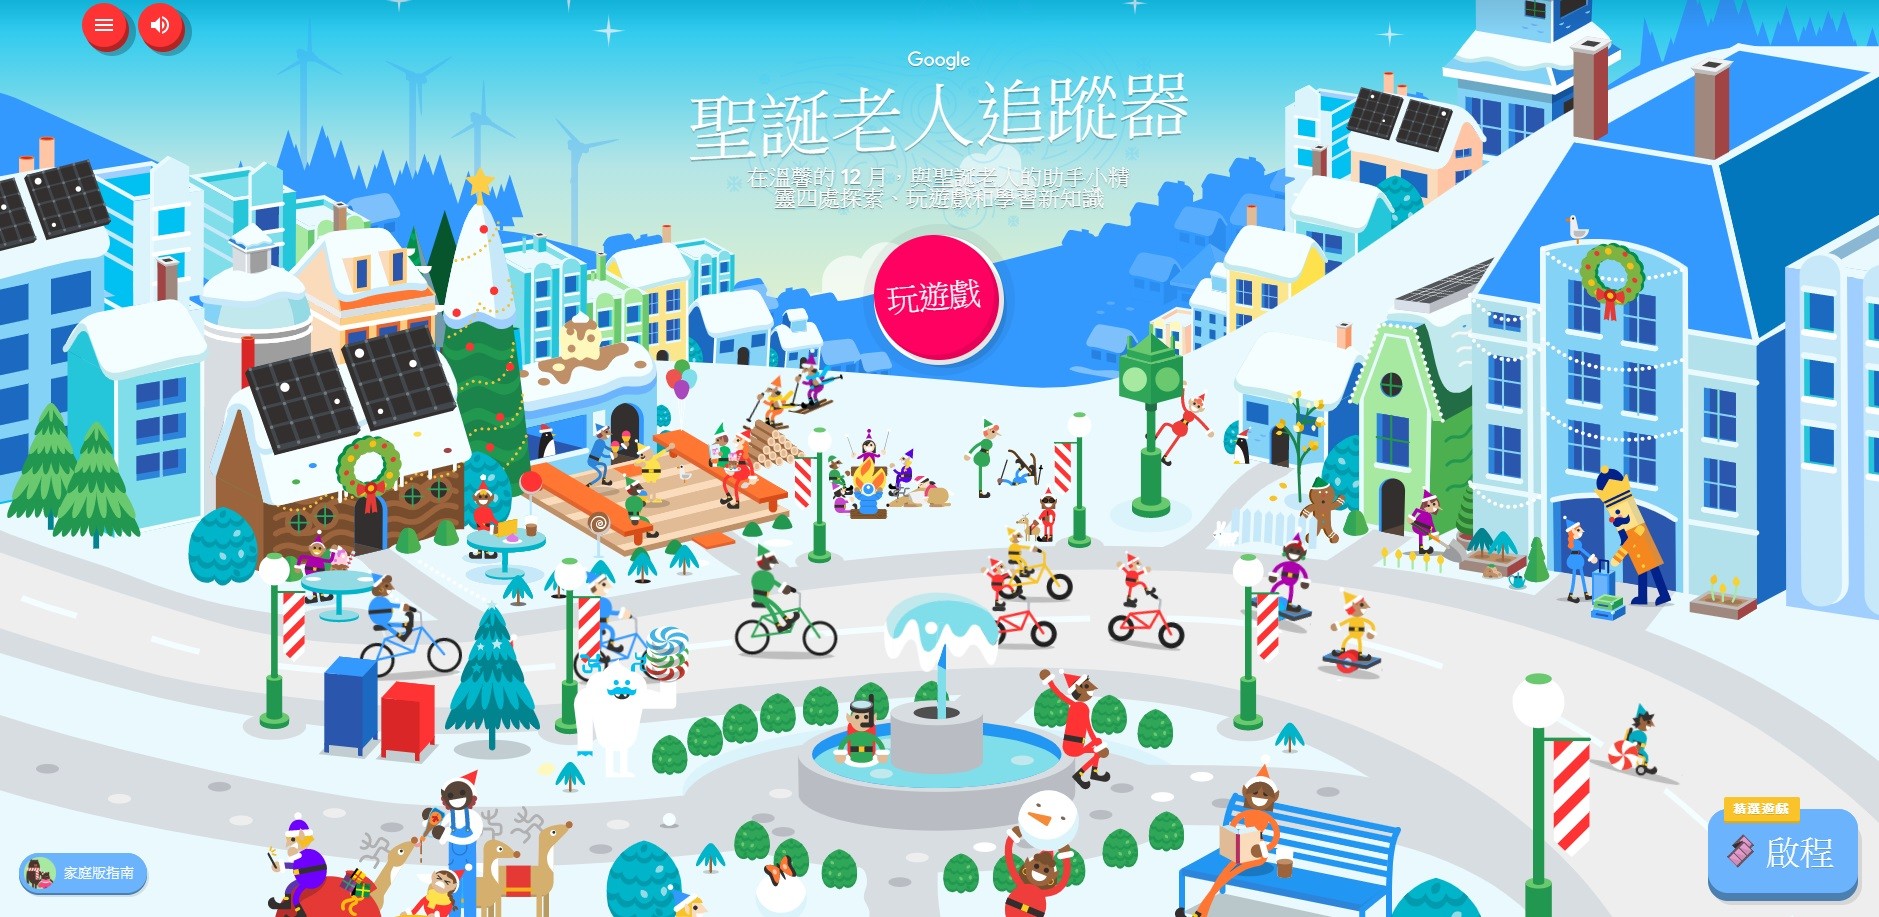 Google
聖誕老人追蹤器
在溫馨的 12 月，與聖誕老人的助手小精
靈四處探索、玩遊戲和學習新知識
玩遊戲
家庭版指南
精選遊戲
啟程